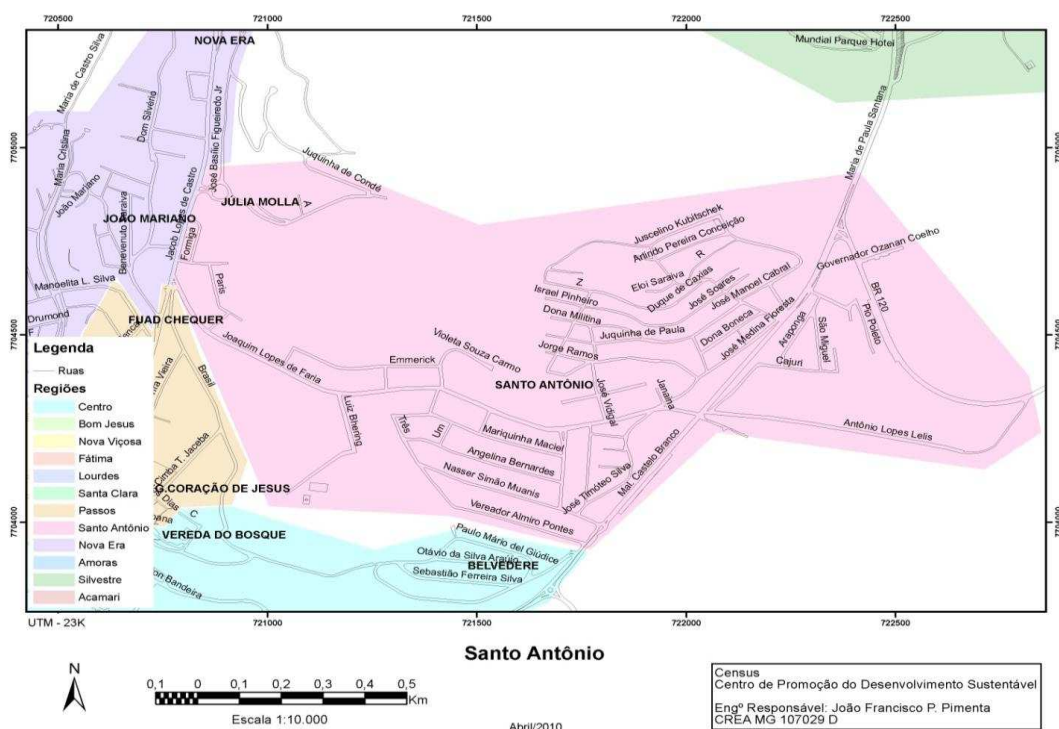 720500 721000 721500 722000 722500
NOVA ERA
Mundial Parque Hotel
Maria de Castro Silva
José Basílio Figueiredo Jr
Dom Silvério
Maria de Paula Santana
7705000
7705000
Maria Cristina
João Mariano
Juquinha de Condé
JÚLIA MOLLA
A
JOÃO MARIANO
Jacob Lopes de Castro
Formiga
Juscelino Kubitschek
Arlindo Pereira Conceição
R
Governador Ozanan Coelho
Manoelita L. Silva
Paris
Z
Eloi Saraiva
Duque de Caxias
José Soares
José Manoel Cabral
Israel Pinheiro
BR 120
Drumond
FUAD CHEQUER
Dona Militina
Juquinha de Paula
Dona Boneca
José Medina Floresta
Araponga
São Miguel
Pio Poleto
7704500
Joaquim Lopes de Faria
Violeta Souza Carmo
Jorge Ramos
Emmerick
Cajuri
SANTO ANTÔNIO
Brasil
José Vidigal
Janaina
Luiz Bhering
Três
Um
Mariquinha Maciel
Antônio Lopes Lelis
Angelina Bernardes
Mal. Castelo Branco
Cimba T. Jaceba
Nasser Simão Muanis
José Timóteo Silva
G.CORAÇÃO DE JESUS
Dias
C
Vereador Almiro Pontes
7704000
VEREDA DO BOSQUE
Paulo Mário del Giúdice
Otávio da Silva Araújo
BELVEDERE
Sebastião Ferreira Silva
on Bandeira
Legenda
Ruas
Regiões
Centro
Bom Jesus
Nova Viçosa
Fátima
Lourdes
Santa Clara
Passos
Santo Antônio
Nova Era
Amoras
Silvestre
Acamari
UTM - 23K
721000 721500 722000 722500
Santo Antônio
N
0,1 0 0,1 0,2 0,3 0,4 0,5
Km
Escala 1:10.000
Abril/2010
Census
Centro de Promoção do Desenvolvimento Sustentável
Engº Responsável: João Francisco P. Pimenta
CREA MG 107029 D